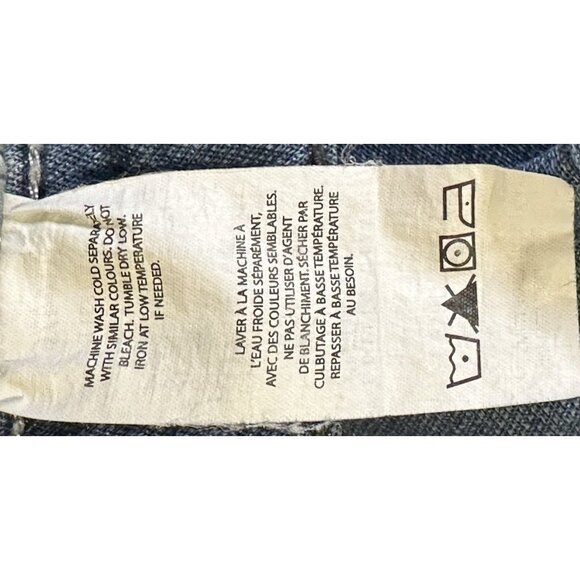 MACHINE WASH COLD SEPARATELY
WITH SIMILAR COLOURS. DO NOT
BLEACH. TUMBLE DRY LOW.
IRON AT LOW TEMPERATURE
IF NEEDED.
LAVER À LA MACHINE À
L'EAU FROIDE SÉPARÉMENT,
AVEC DES COULEURS SEMBLABLES.
NE PAS UTILISER D'AGENT
DE BLANCHIMENT. SÉCHER PAR
CULBUTAGE À BASSE TEMPÉRATURE.
REPASSER À BASSE TEMPÉRATURE
AU BESOIN.